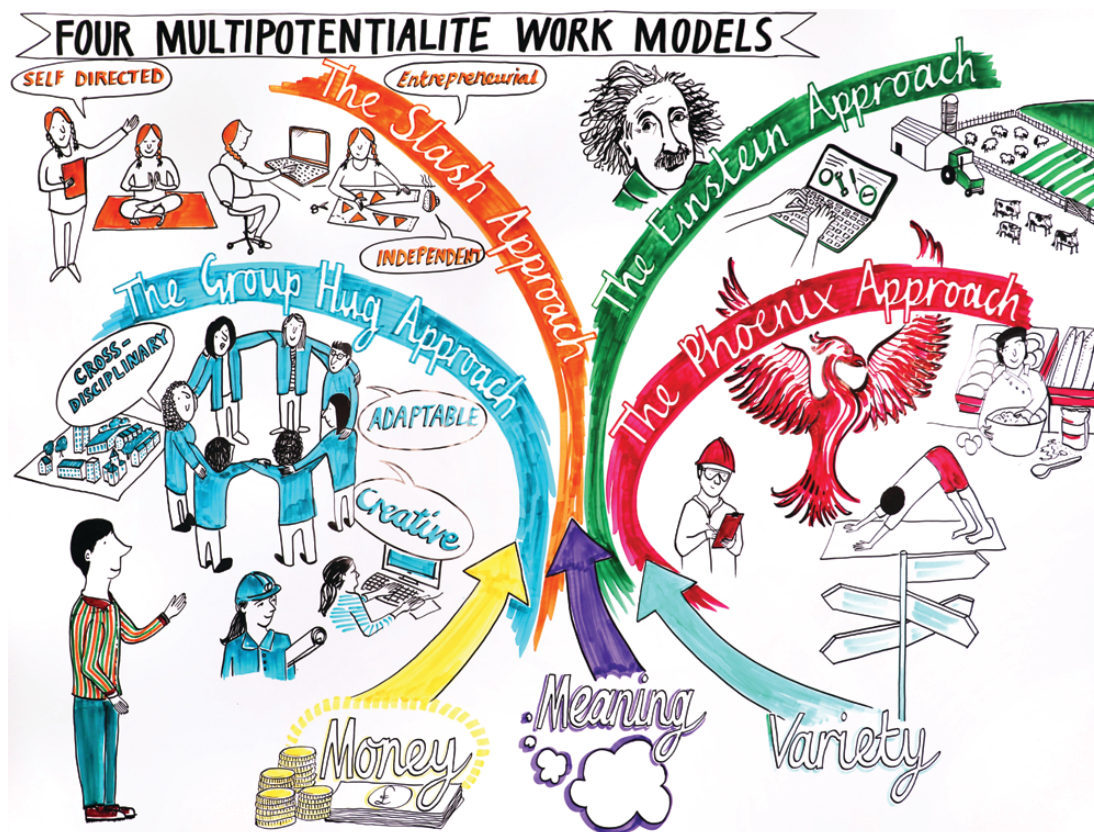 FOUR MULTIPOTENTIALITE WORK MODELS
SELF DIRECTED
Entrepreneurial
The Slash Approach
INDEPENDENT
The Einstein Approach
The Group Hug Approach
CROSS-
DISCIPLINARY
ADAPTABLE
Creative
The Phoenix Approach
Money
£
Meaning
Variety